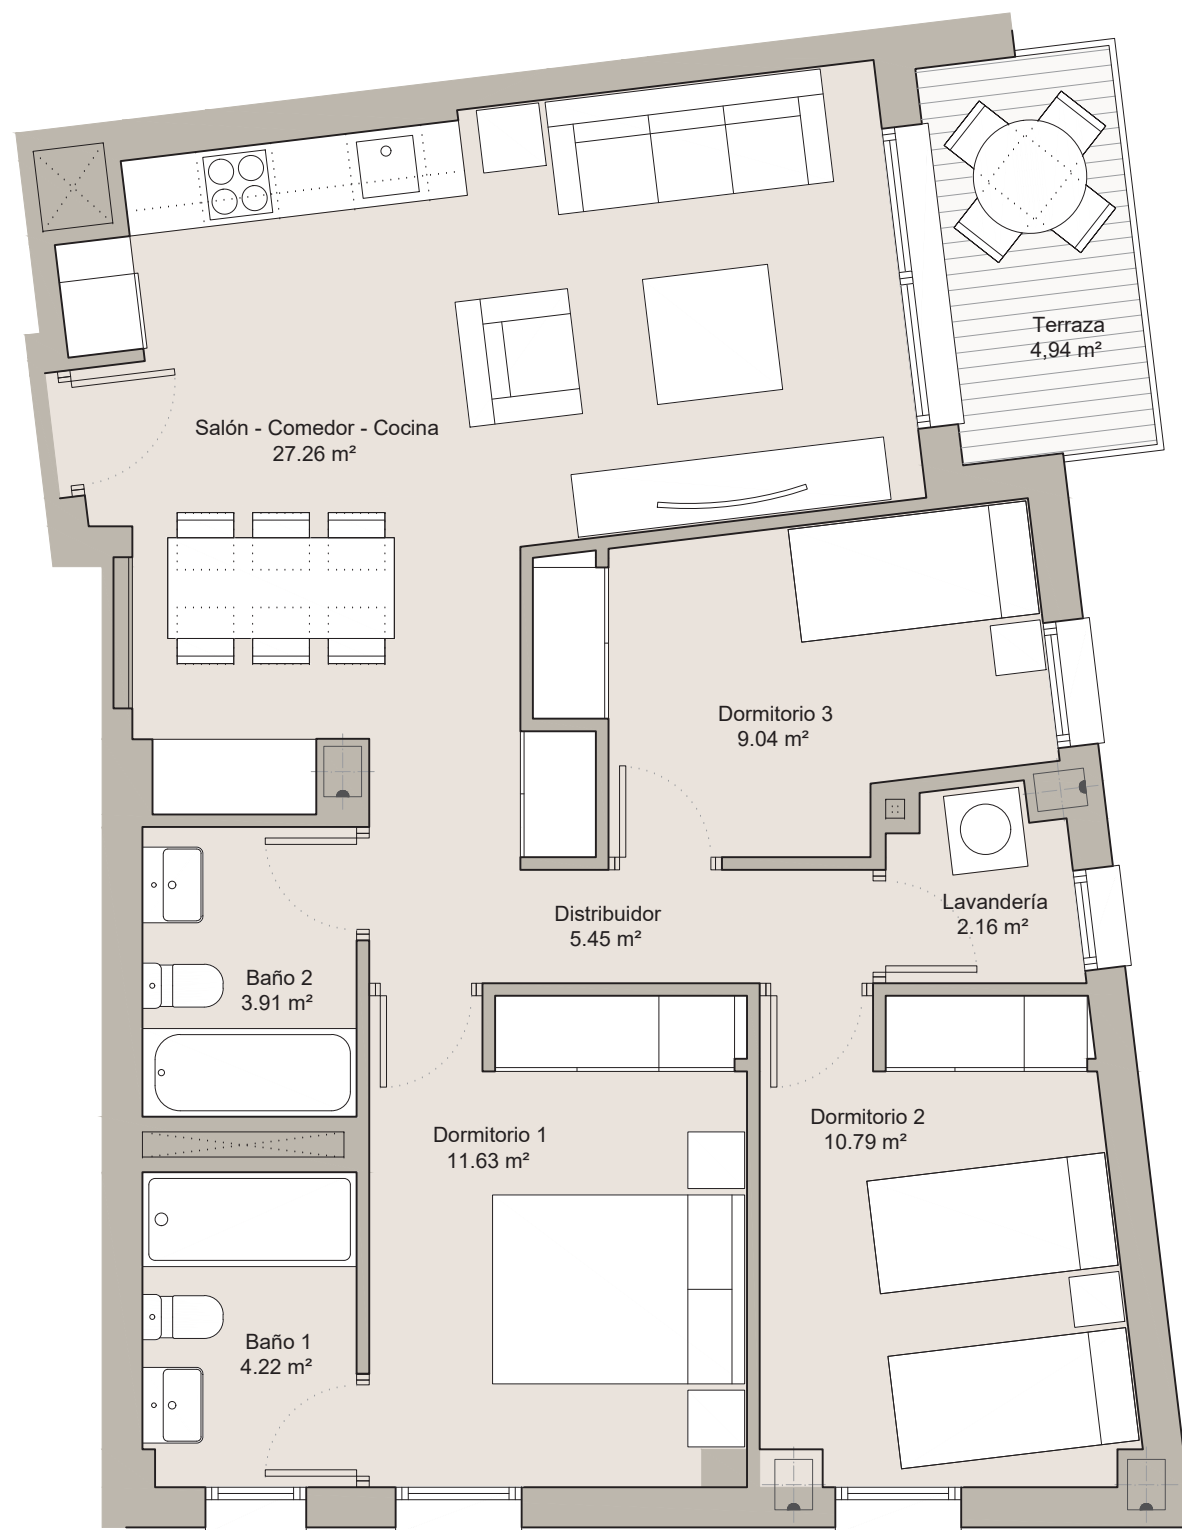 Terraza
4,94 m²
Salón - Comedor - Cocina
27.26 m²
Dormitorio 3
9.04 m²
Lavandería
2.16 m²
Distribuidor
5.45 m²
Baño 2
3.91 m²
Dormitorio 1
11.63 m²
Dormitorio 2
10.79 m²
Baño 1
4.22 m²